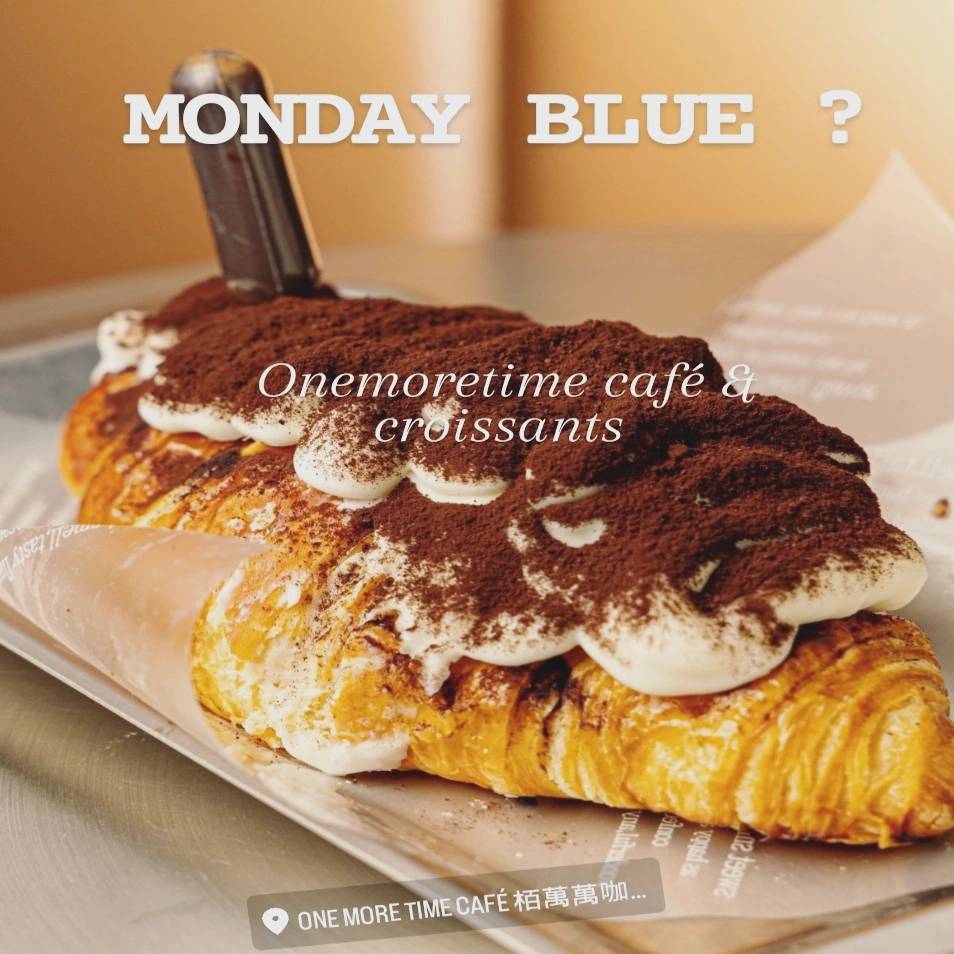 MONDAY BLUE ?
Onemoretime café &
croissants
ONE MORE TIME CAFÉ 栢萬萬咖...